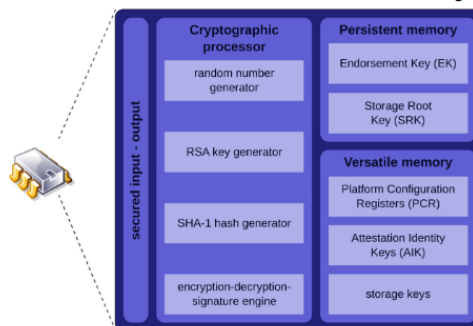 secured input - output
Cryptographic
processor
random number
generator
RSA key generator
SHA-1 hash generator
encryption-decryption-
signature engine
Persistent memory
Endorsement Key (EK)
Storage Root
Key (SRK)
Versatile memory
Platform Configuration
Registers (PCR)
Attestation Identity
Keys (AIK)
storage keys